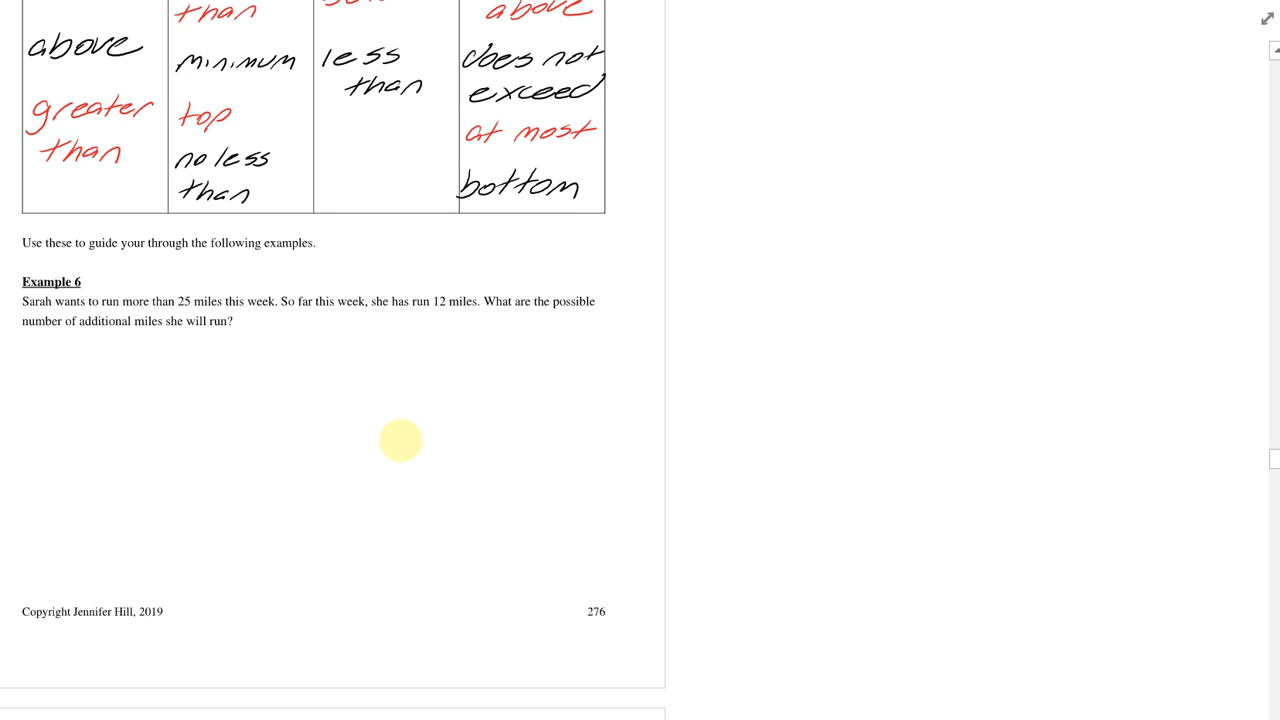 than
above
above
minimum
less
than
does not
exceed
greater
than
top
no less
than
at most
bottom
Use these to guide your through the following examples.
Example 6
Sarah wants to run more than 25 miles this week. So far this week, she has run 12 miles. What are the possible
number of additional miles she will run?
Copyright Jennifer Hill, 2019
276